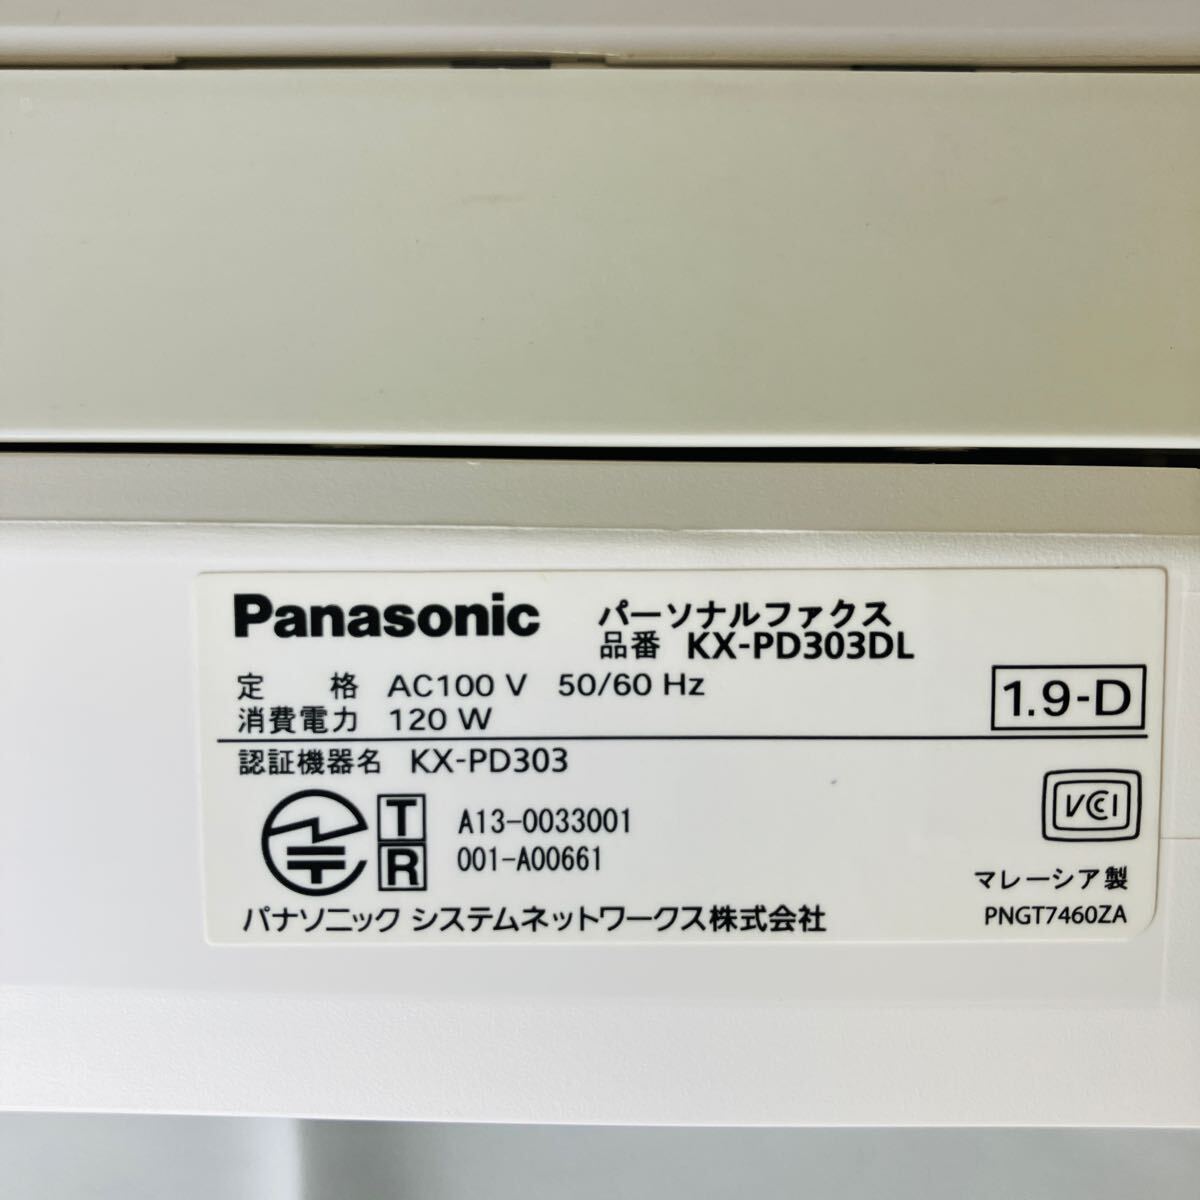 Panasonic パーソナルファクス
品番 KX-PD303DL
定 格 AC100 V 50/60 Hz
消費電力 120 W
1.9-D
認証機器名 KX-PD303
T A13-0033001
R 001-A00661
VCCI
マレーシア製
パナソニック システムネットワークス株式会社
PNGT7460ZA